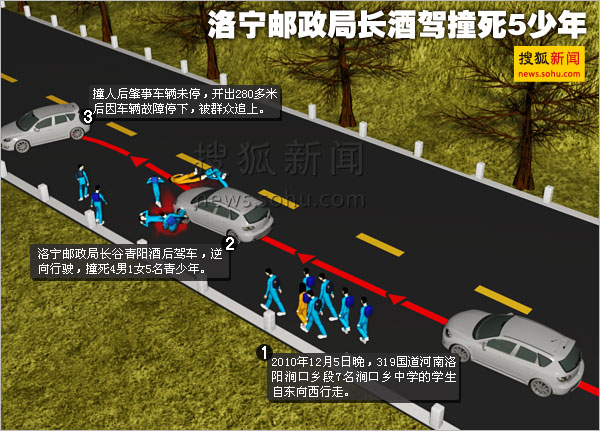 洛宁邮政局长酒驾撞死5少年
搜狐新闻
news.sohu.com
撞人后肇事车辆未停，开出280多米
后因车辆故障停下，被群众追上。
3
搜狐新闻
news.sohu.com
2
洛宁邮政局长谷青阳酒后驾车，逆
向行驶，撞死4男1女5名青少年。
1
2010年12月5日晚，319国道河南洛
阳涧口乡段7名涧口乡中学的学生
自东向西行走。